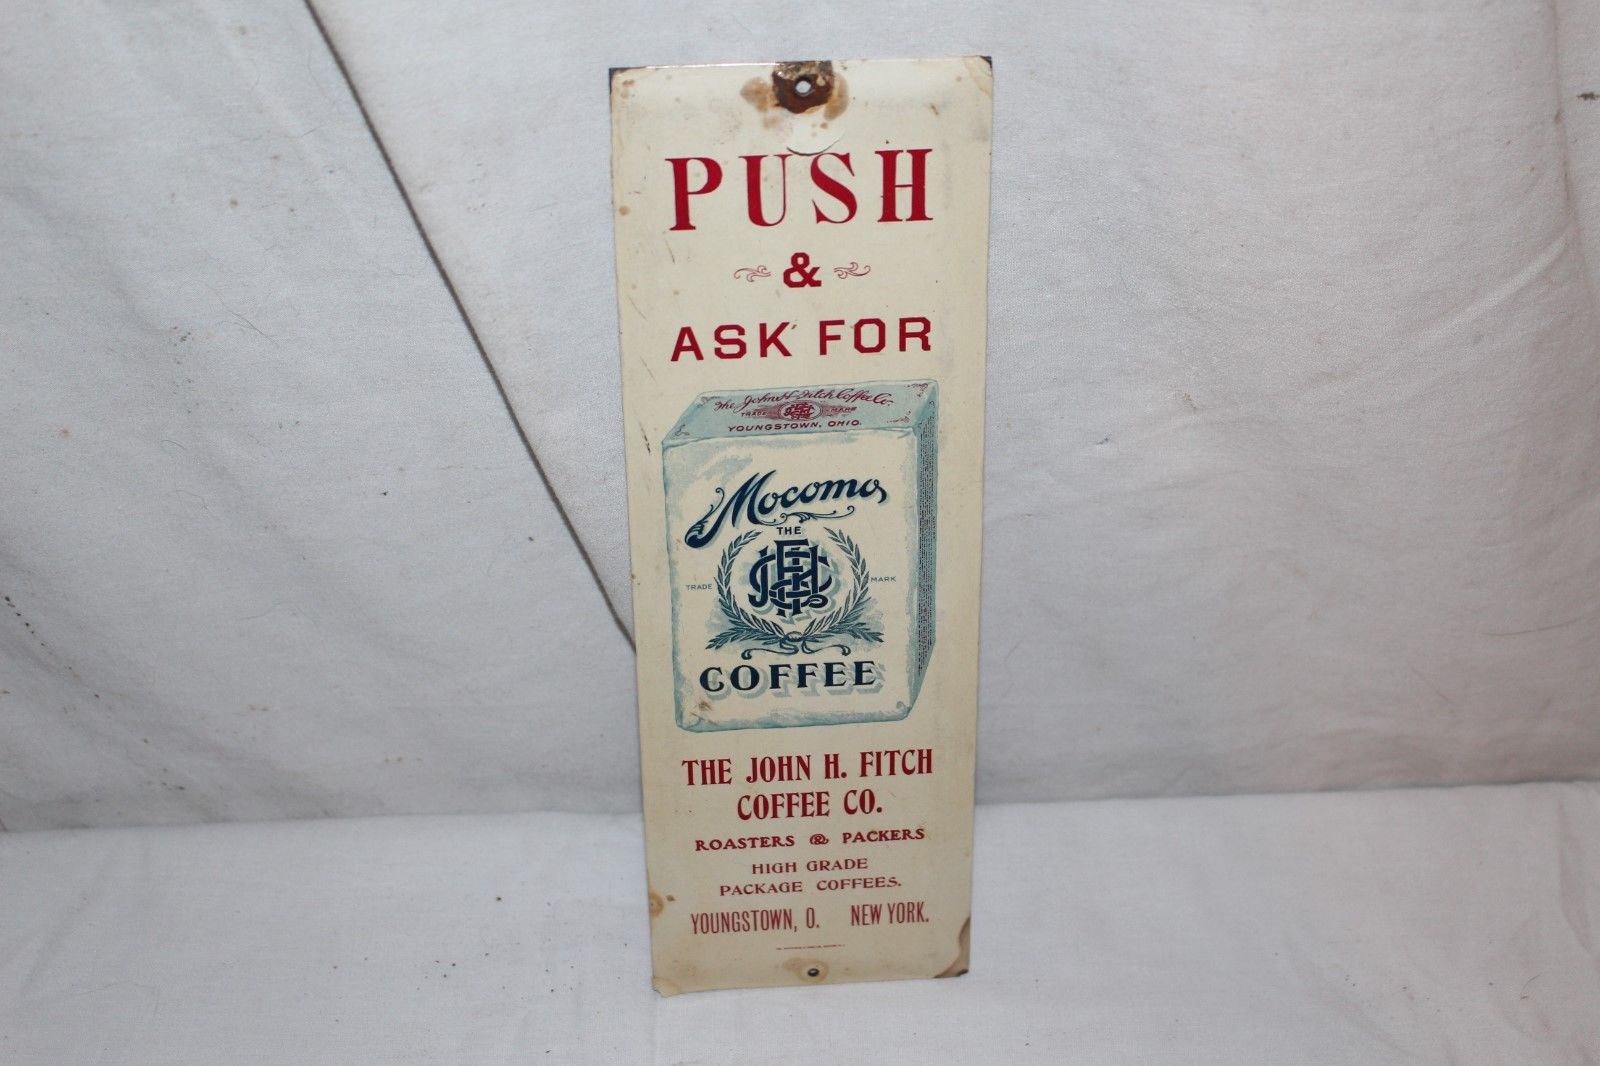 PUSH
&
ASK FOR
The John H. Fitch Coffee Co.
TRADE MARK
YOUNGSTOWN, OHIO.
Mocomo
THE
TRADE MARK
COFFEE
THE JOHN H. FITCH
COFFEE CO.
ROASTERS & PACKERS
HIGH GRADE
PACKAGE COFFEES.
YOUNGSTOWN, O. NEW YORK.